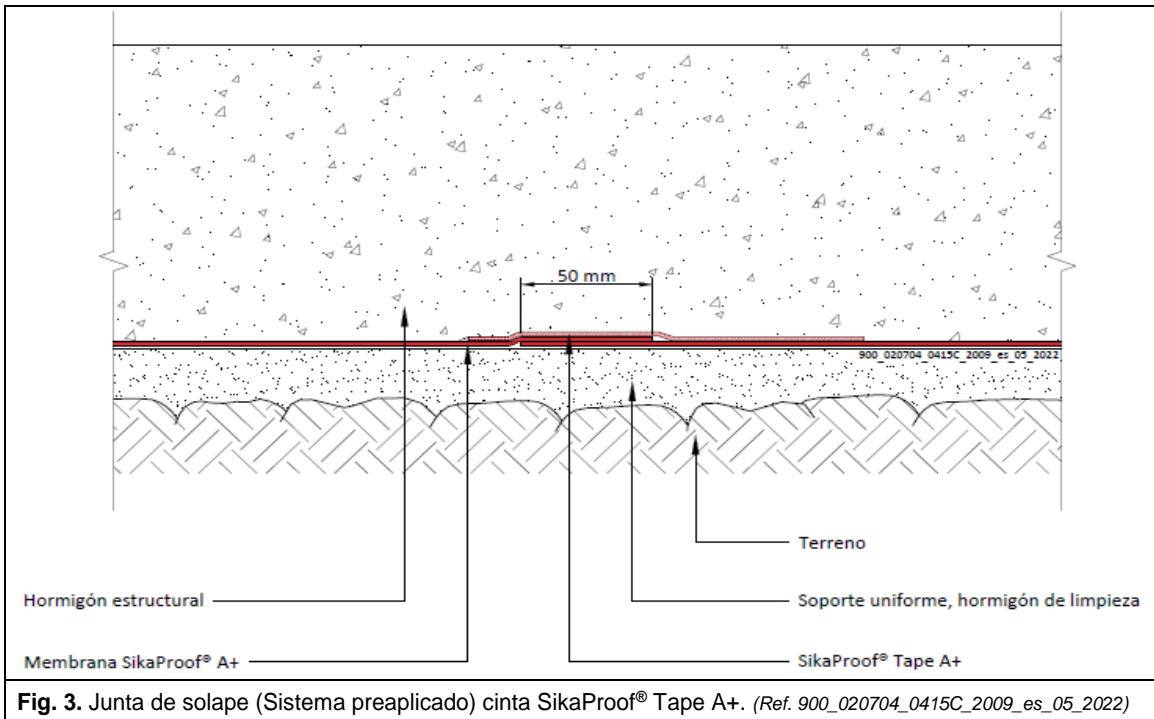 50 mm
900_020704_0415C_2009_es_05_2022
Terreno
Hormigón estructural
Soporte uniforme, hormigón de limpieza
Membrana SikaProof® A+
SikaProof® Tape A+
Fig. 3. Junta de solape (Sistema preaplicado) cinta SikaProof® Tape A+. (Ref. 900_020704_0415C_2009_es_05_2022)